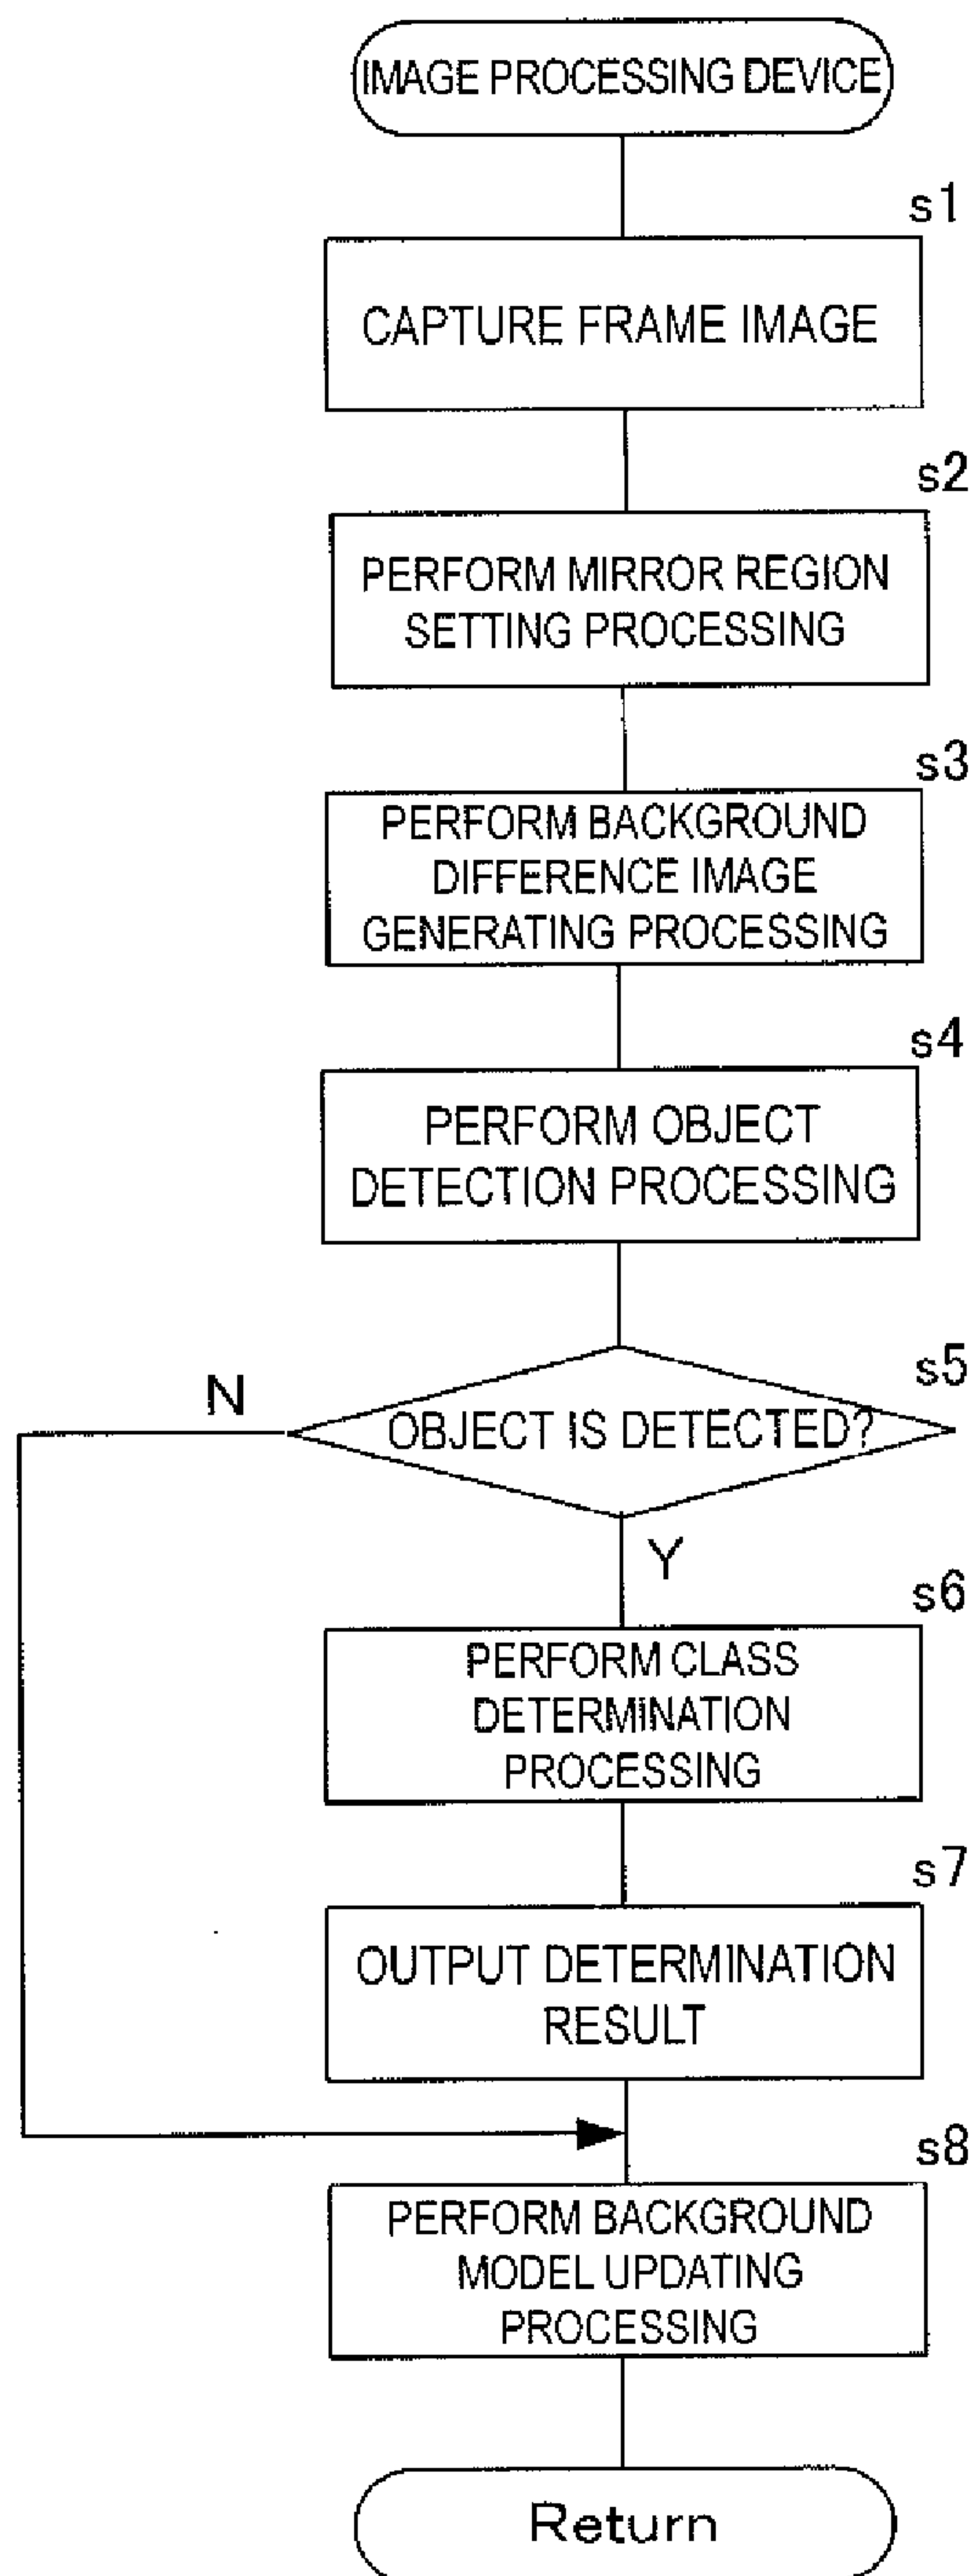 IMAGE PROCESSING DEVICE
s1
CAPTURE FRAME IMAGE
s2
PERFORM MIRROR REGION
SETTING PROCESSING
s3
PERFORM BACKGROUND
DIFFERENCE IMAGE
GENERATING PROCESSING
s4
PERFORM OBJECT
DETECTION PROCESSING
s5
N
OBJECT IS DETECTED?
Y
s6
PERFORM CLASS
DETERMINATION
PROCESSING
s7
OUTPUT DETERMINATION
RESULT
s8
PERFORM BACKGROUND
MODEL UPDATING
PROCESSING
Return